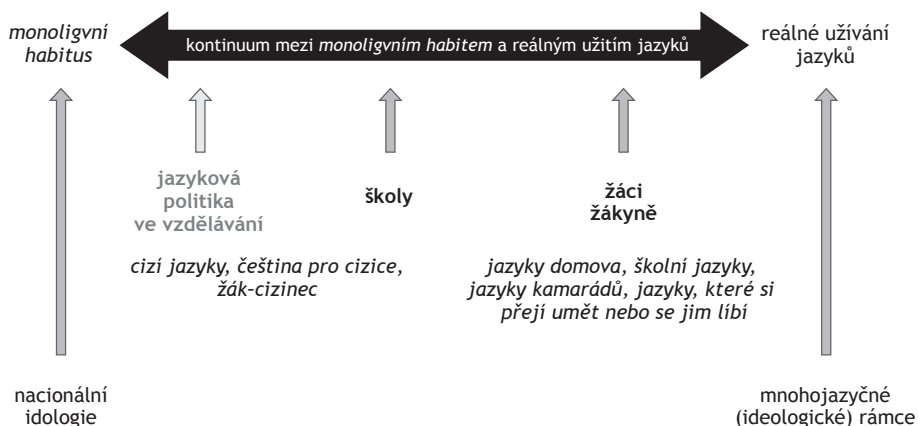 monoligvní
habitus
kontinuum mezi monoligvním habitem a reálným užitím jazyků
reálné užívání
jazyků
jazyková
politika
ve vzdělávání
školy
žáci
žákyně
cizí jazyky, čeština pro cizice,
žák-cizinec
jazyky domova, školní jazyky,
jazyky kamarádů, jazyky, které si
přejí umět nebo se jim líbí
nacionální
idologie
mnohojazyčné
(ideologické) rámce